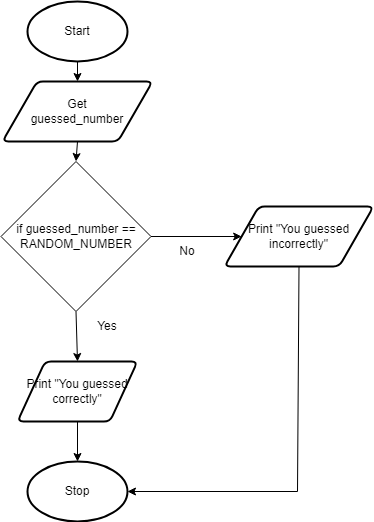 Start
Get
guessed_number
if guessed_number ==
RANDOM_NUMBER
No
Print "You guessed
incorrectly"
Yes
Print "You guessed
correctly"
Stop